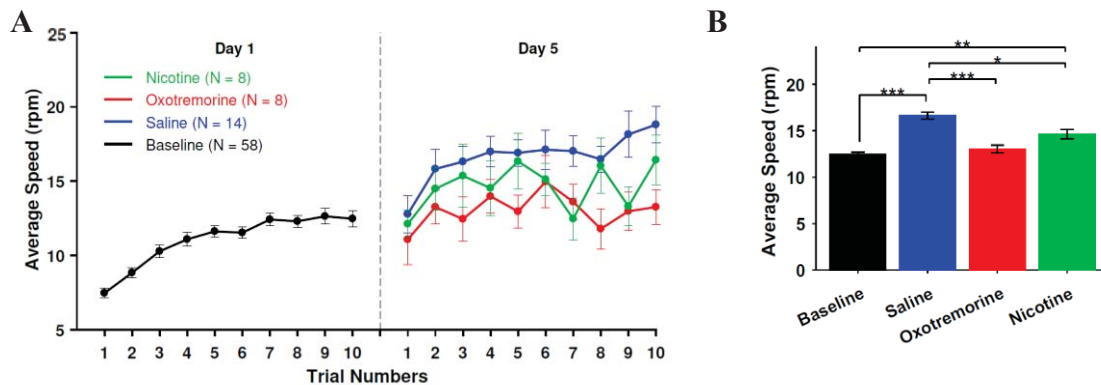 A
25
20
15
10
5
Average Speed (rpm)
Day 1
Day 5
Nicotine (N = 8)
Oxotremorine (N = 8)
Saline (N = 14)
Baseline (N = 58)
1 2 3 4 5 6 7 8 9 10
1 2 3 4 5 6 7 8 9 10
Trial Numbers
B
**
*
***
***
20
15
10
5
0
Average Speed (rpm)
Baseline
Saline
Oxotremorine
Nicotine